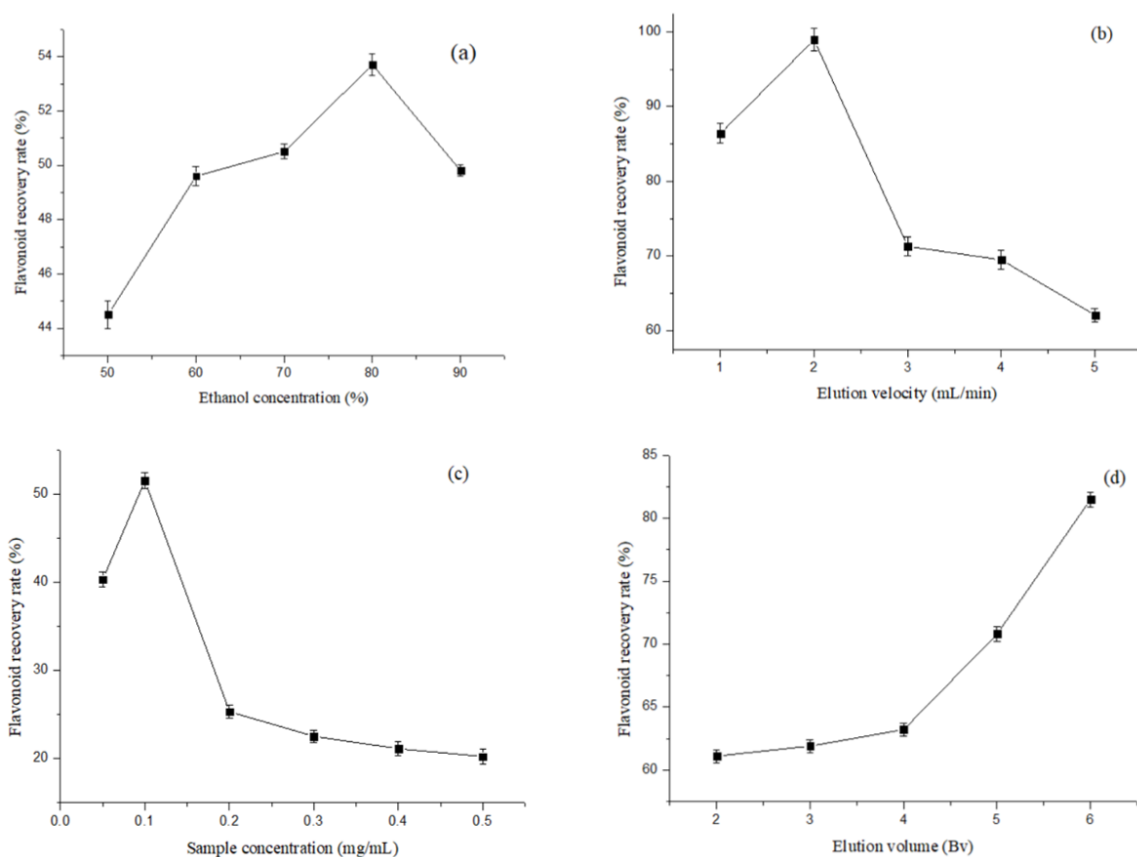 (a)
Flavonoid recovery rate (%)
54
52
50
48
46
44
50 60 70 80 90
Ethanol concentration (%)
(b)
Flavonoid recovery rate (%)
100
90
80
70
60
1 2 3 4 5
Elution velocity (mL/min)
(c)
Flavonoid recovery rate (%)
50
40
30
20
0.0 0.1 0.2 0.3 0.4 0.5
Sample concentration (mg/mL)
(d)
Flavonoid recovery rate (%)
85
80
75
70
65
60
2 3 4 5 6
Elution volume (Bv)